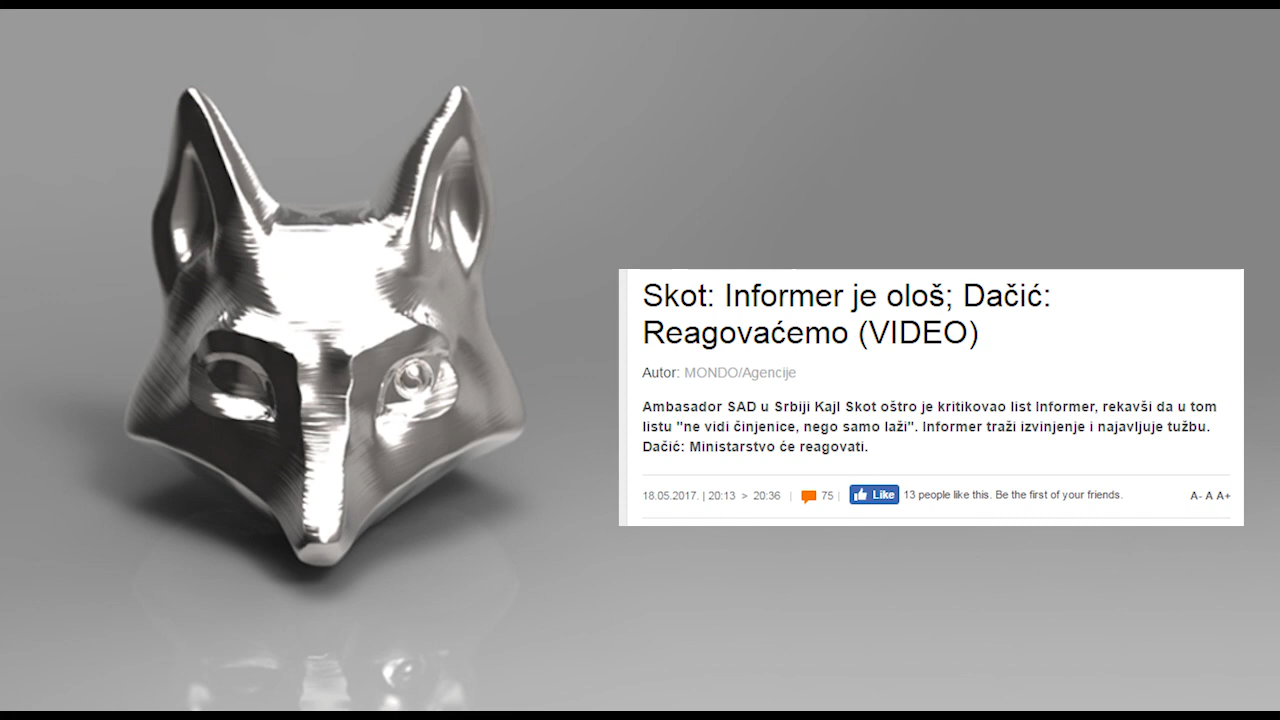 Skot: Informer je ološ; Dačić:
Reagovaćemo (VIDEO)
Autor: MONDO/Agencije
Ambasador SAD u Srbiji Kajl Skot oštro je kritikovao list Informer, rekavši da u tom
listu "ne vidi činjenice, nego samo laži". Informer traži izvinjenje i najavljuje tužbu.
Dačić: Ministarstvo će reagovati.
18.05.2017. | 20:13 > 20:36 | 75 | Like 13 people like this. Be the first of your friends. A- A A+